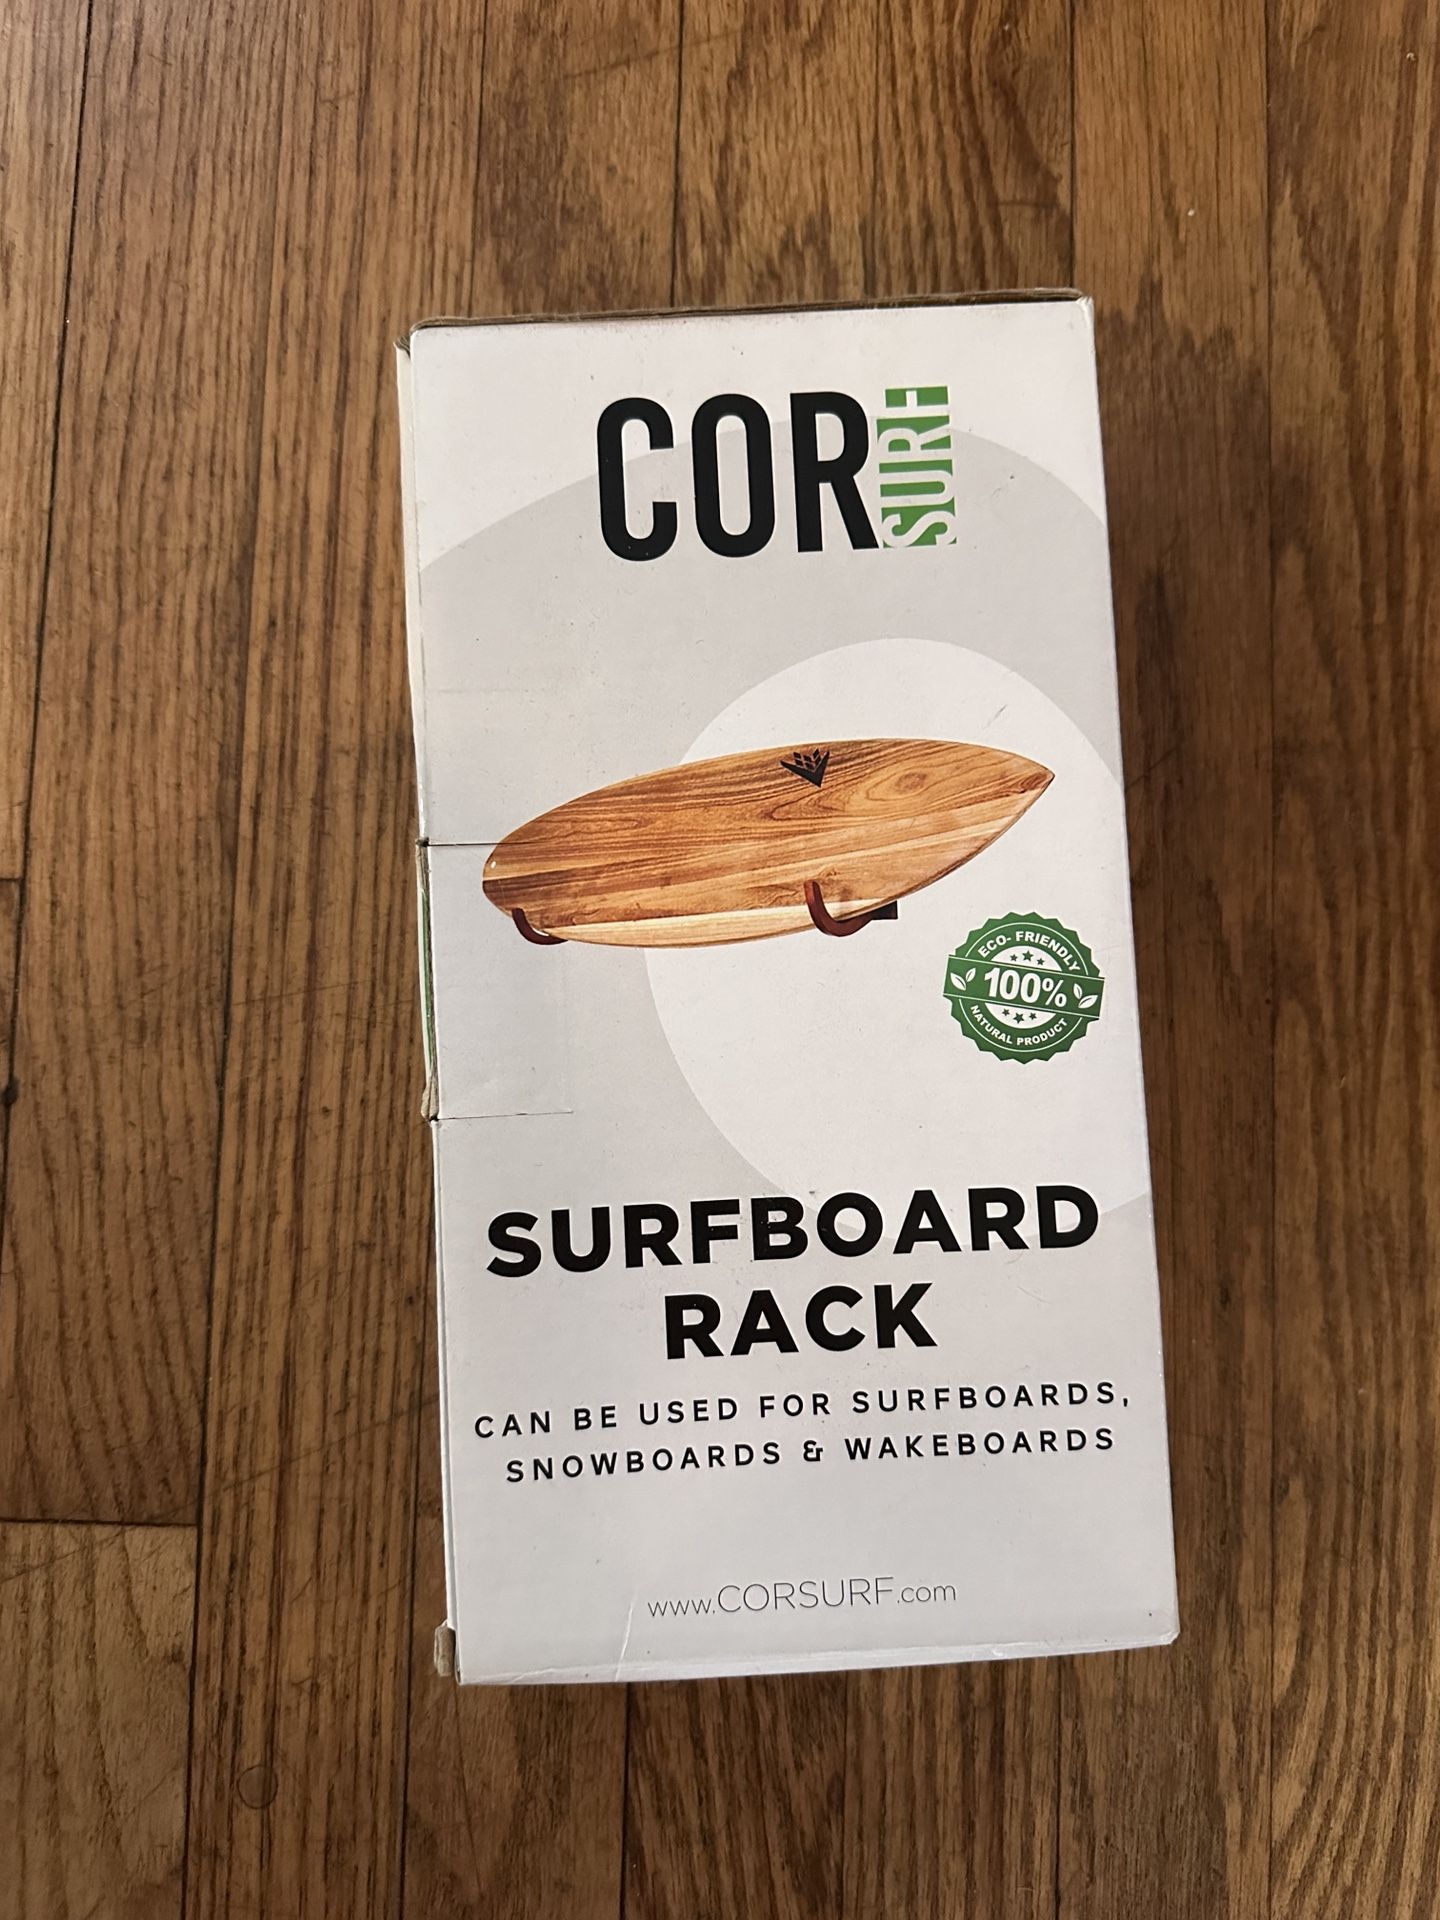 COR SURF
ECO- FRIENDLY
100%
NATURAL PRODUCT
SURFBOARD
RACK
CAN BE USED FOR SURFBOARDS,
SNOWBOARDS & WAKEBOARDS
www.CORSURF.com